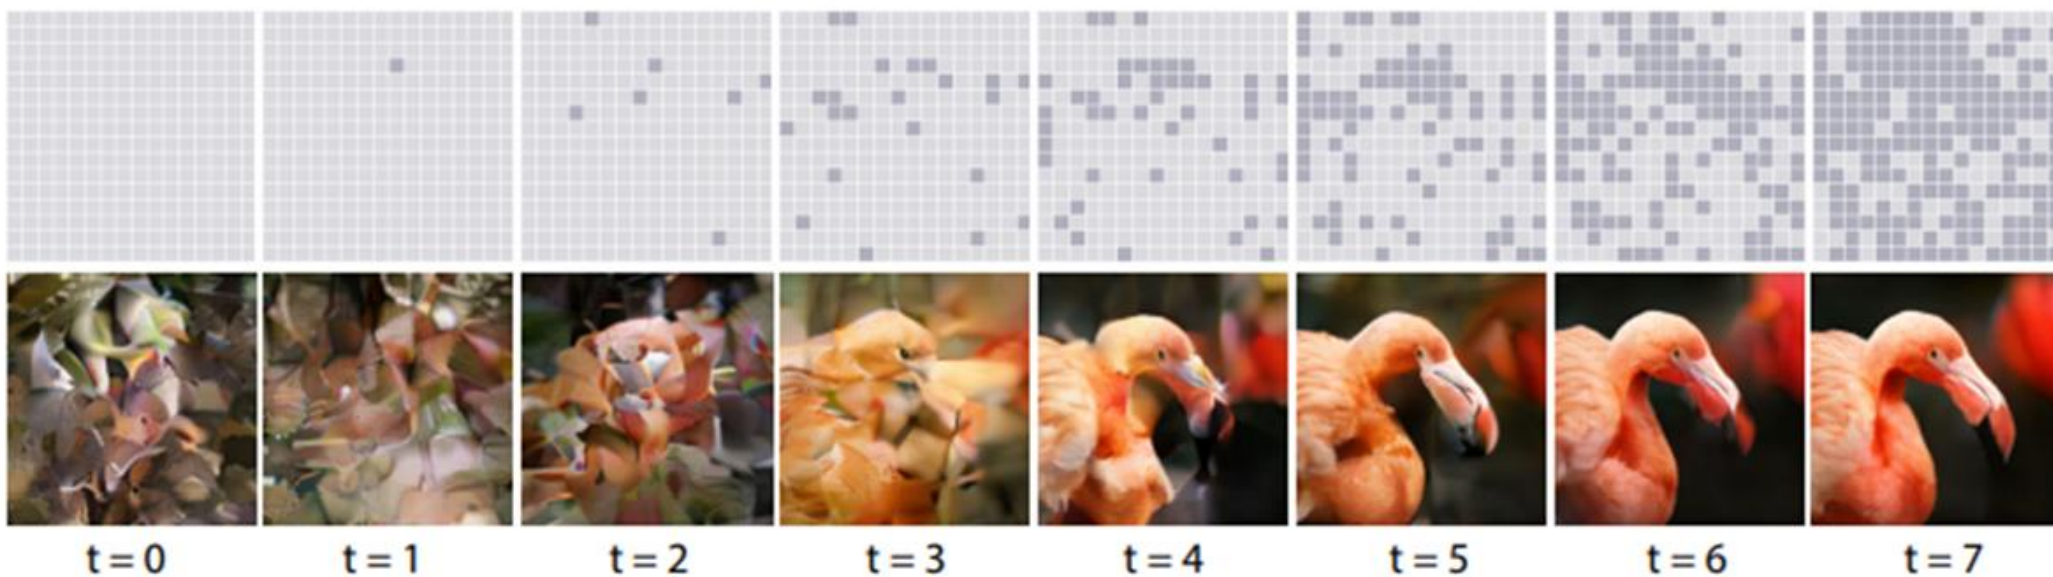 t = 0 t = 1 t = 2 t = 3 t = 4 t = 5 t = 6 t = 7